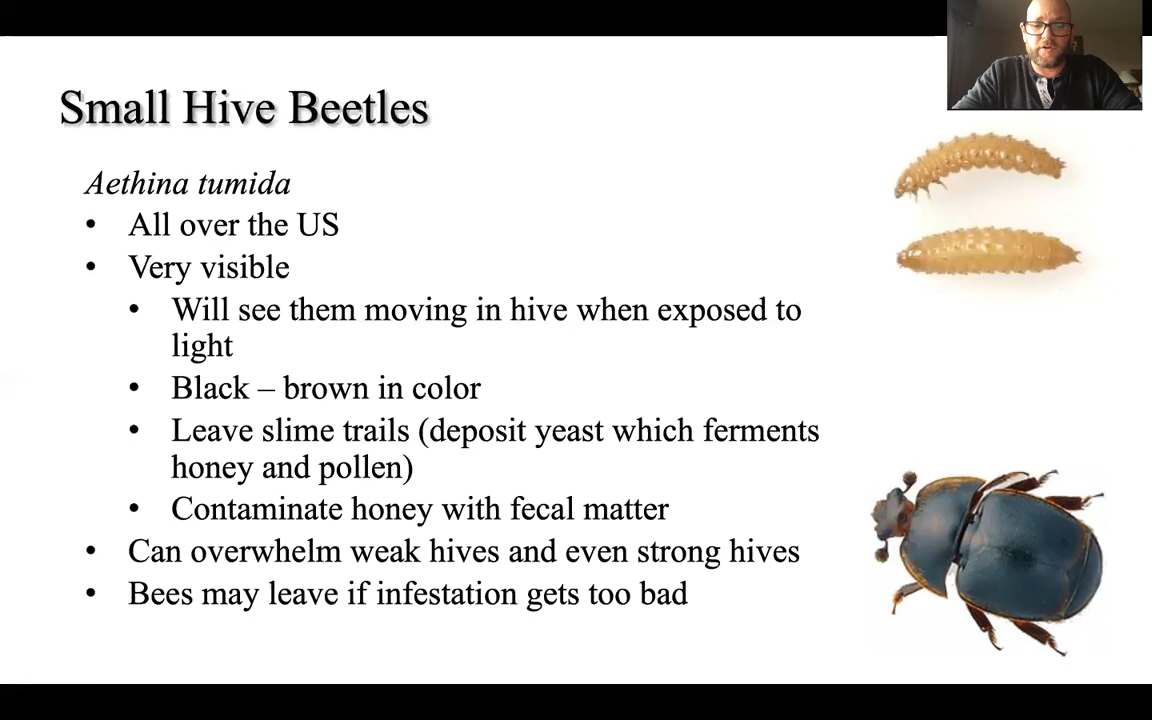 Small Hive Beetles
Aethina tumida
• All over the US
• Very visible
• Will see them moving in hive when exposed to
light
• Black – brown in color
• Leave slime trails (deposit yeast which ferments
honey and pollen)
• Contaminate honey with fecal matter
• Can overwhelm weak hives and even strong hives
• Bees may leave if infestation gets too bad